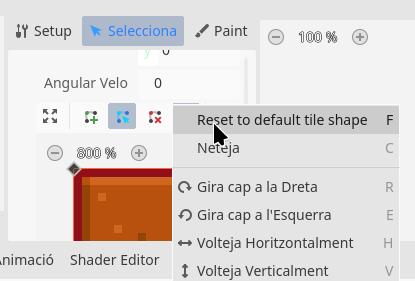 Setup Selecciona Paint
100 %
y 0
Angular Velo 0
Reset to default tile shape F
Neteja C
800 %
Gira cap a la Dreta R
Gira cap a l'Esquerra E
Volteja Horitzontalment H
Animació Shader Editor
Volteja Verticalment V